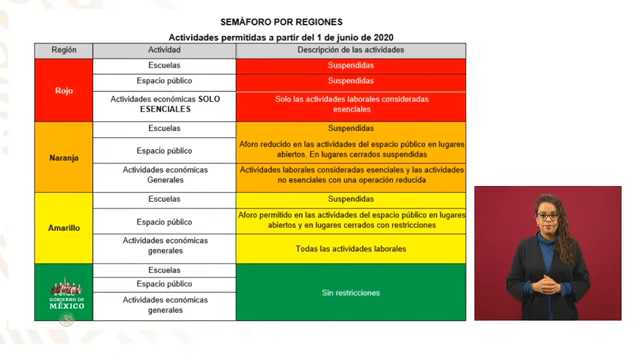 SEMÁFORO POR REGIONES
Actividades permitidas a partir del 1 de junio de 2020
Región
Actividad
Descripción de las actividades
Rojo
Escuelas
Suspendidas
Espacio público
Suspendidas
Actividades económicas SOLO
ESENCIALES
Solo las actividades laborales consideradas
esenciales
Naranja
Escuelas
Suspendidas
Espacio público
Aforo reducido en las actividades del espacio público en lugares
abiertos. En lugares cerrados suspendidas
Actividades económicas
Generales
Actividades laborales consideradas esenciales y las actividades
no esenciales con una operación reducida
Amarillo
Escuelas
Suspendidas
Espacio público
Aforo permitido en las actividades del espacio público en lugares
abiertos y en lugares cerrados con restricciones
Actividades económicas
generales
Todas las actividades laborales
GOBIERNO DE
MÉXICO
Escuelas
Espacio público
Actividades económicas
generales
Sin restricciones